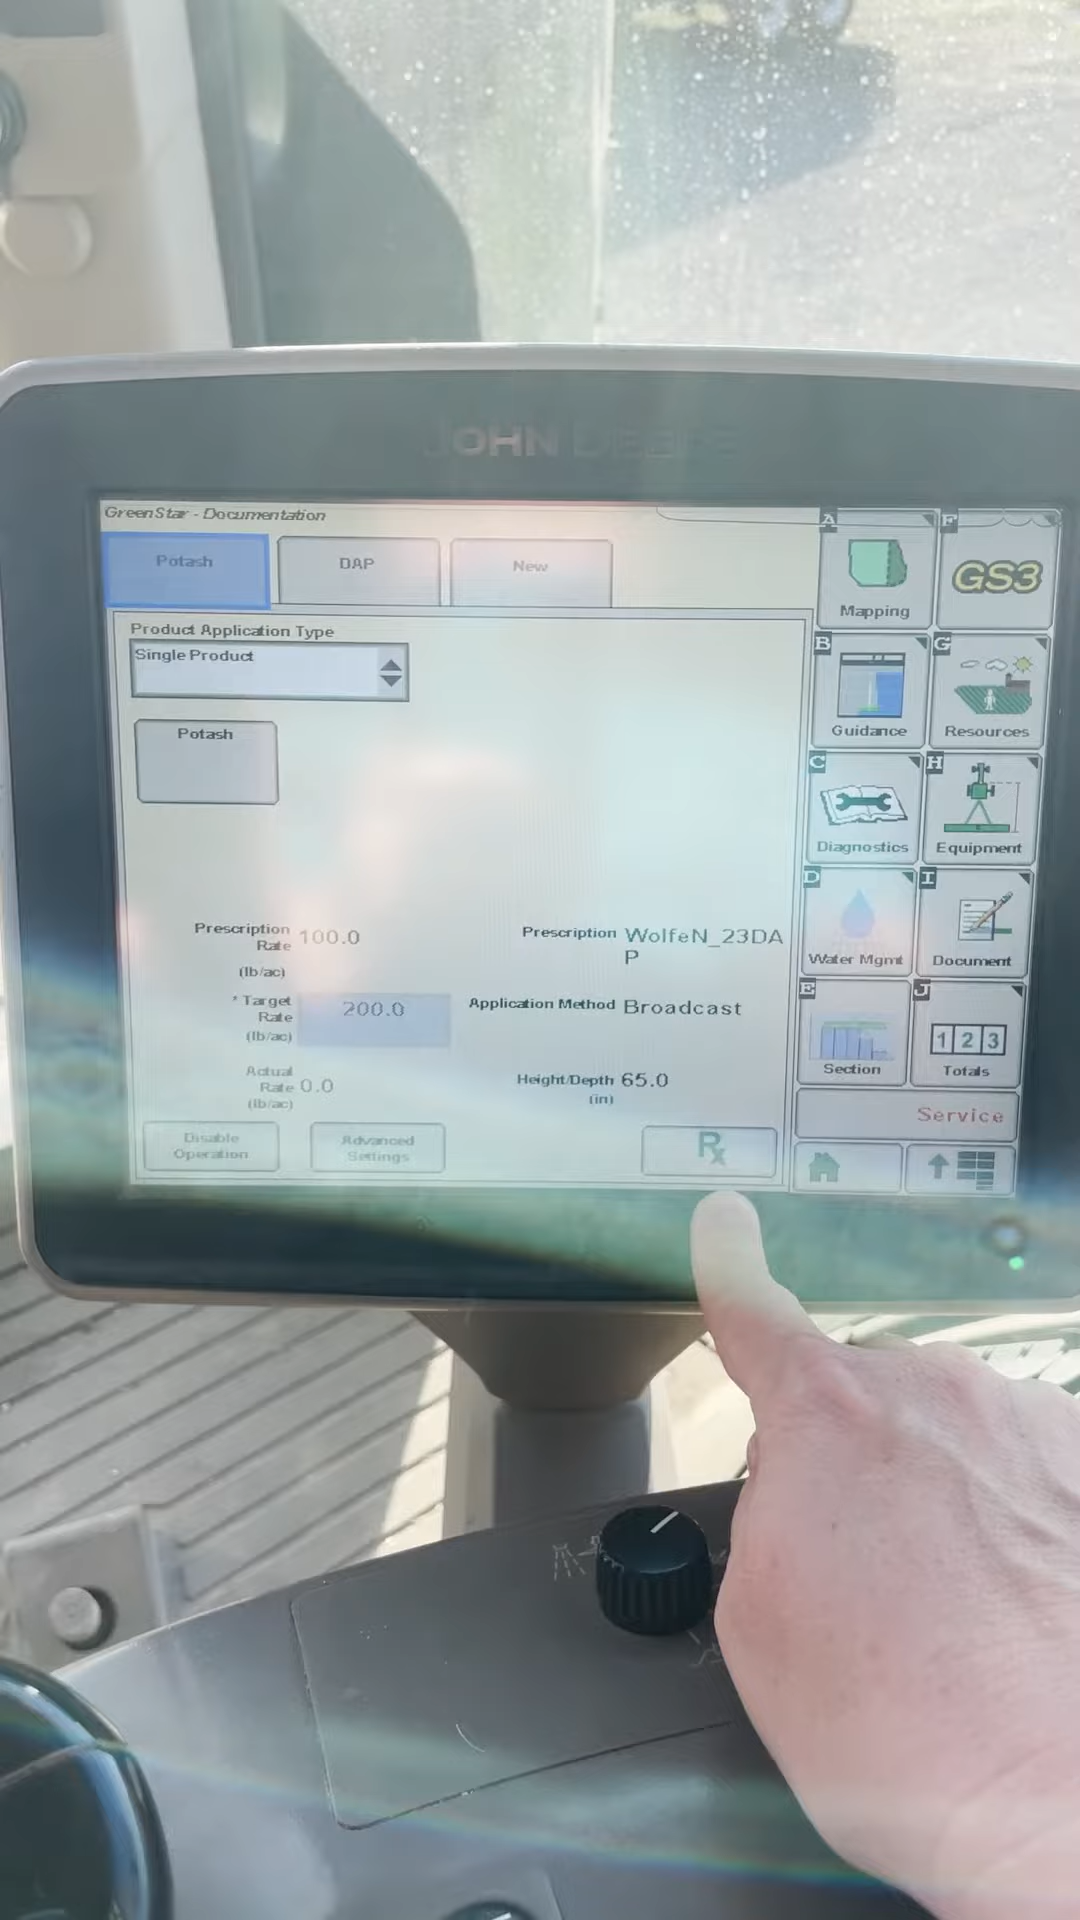 JOHN DEERE
GreenStar - Documentation
Potash
DAP
New
Product Application Type
Single Product
Potash
Prescription
Rate
100.0
(lb/ac)
* Target
Rate
200.0
(lb/ac)
Actual
Rate
0.0
(lb/ac)
Prescription
WolfeN_23DA
P
Application Method
Broadcast
Height/Depth
65.0
(in)
Disable
Operation
Advanced
Settings
Rx
A
Mapping
F
GS3
B
Guidance
G
Resources
C
Diagnostics
H
Equipment
D
Water Mgmt
I
Document
E
Section
J
1 2 3
Totals
Service